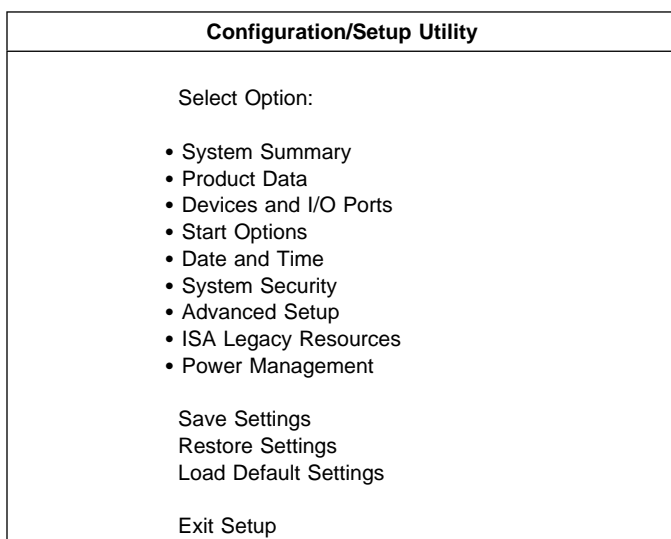 Configuration/Setup Utility
Select Option:
• System Summary
• Product Data
• Devices and I/O Ports
• Start Options
• Date and Time
• System Security
• Advanced Setup
• ISA Legacy Resources
• Power Management
Save Settings
Restore Settings
Load Default Settings
Exit Setup